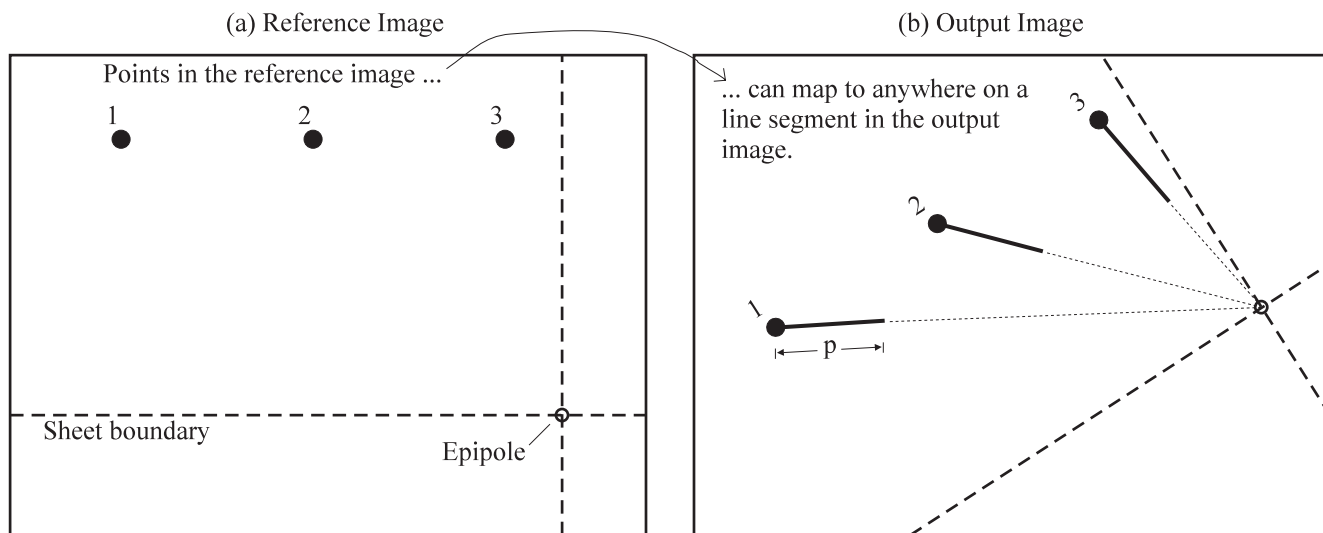 (a) Reference Image
Points in the reference image ...
1
2
3
Sheet boundary
Epipole
(b) Output Image
... can map to anywhere on a
line segment in the output
image.
3
2
1
p